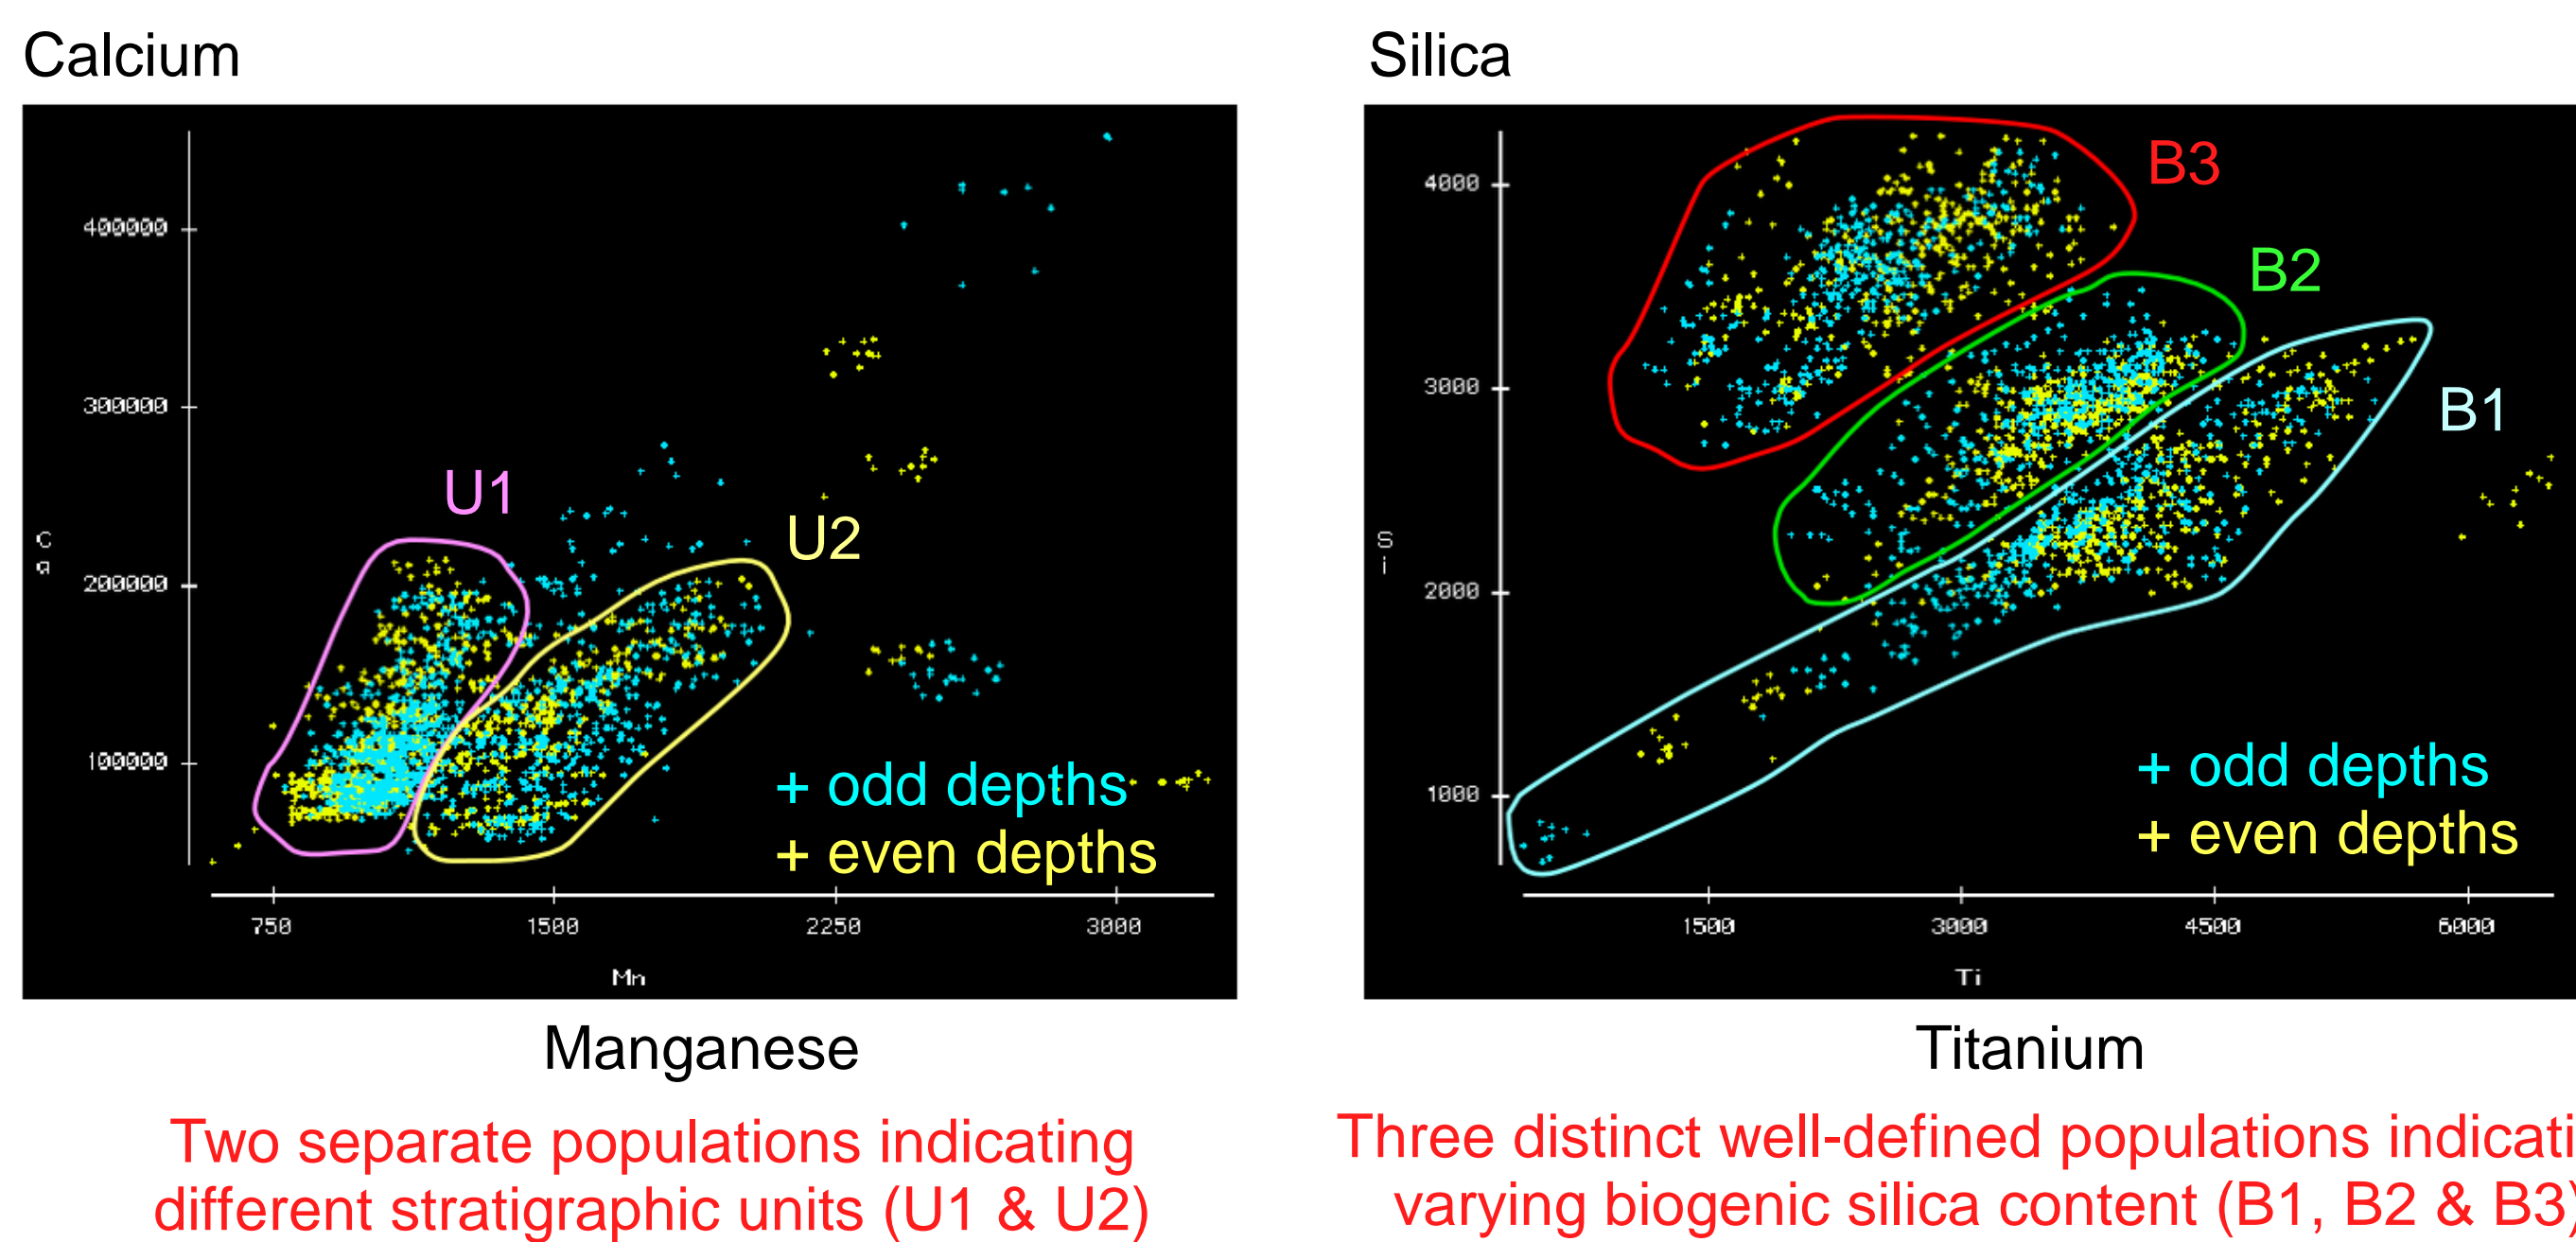 Calcium
400000
300000
200000
100000
Ca
U1
U2
+ odd depths
+ even depths
750 1500 2250 3000
Mn
Manganese
Two separate populations indicating
different stratigraphic units (U1 & U2)
Silica
4000
3000
2000
1000
Si
B3
B2
B1
+ odd depths
+ even depths
1500 3000 4500 6000
Ti
Titanium
Three distinct well-defined populations indicati
varying biogenic silica content (B1, B2 & B3)